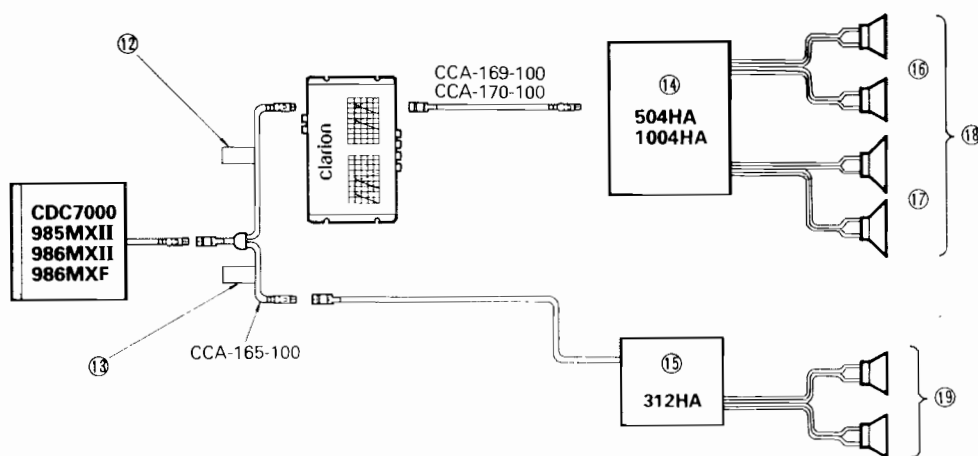 ⑫
CCA-169-100
CCA-170-100
⑯
⑭
504HA
1004HA
⑱
clarion
⑰
CDC7000
985MXII
986MXII
986MXF
CCA-165-100
⑬
⑮
312HA
⑲